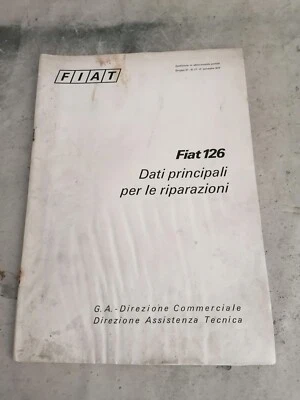 FIAT
Fiat 126
Dati principali
per le riparazioni
G.A.-Direzione Commerciale
Direzione Assistenza Tecnica